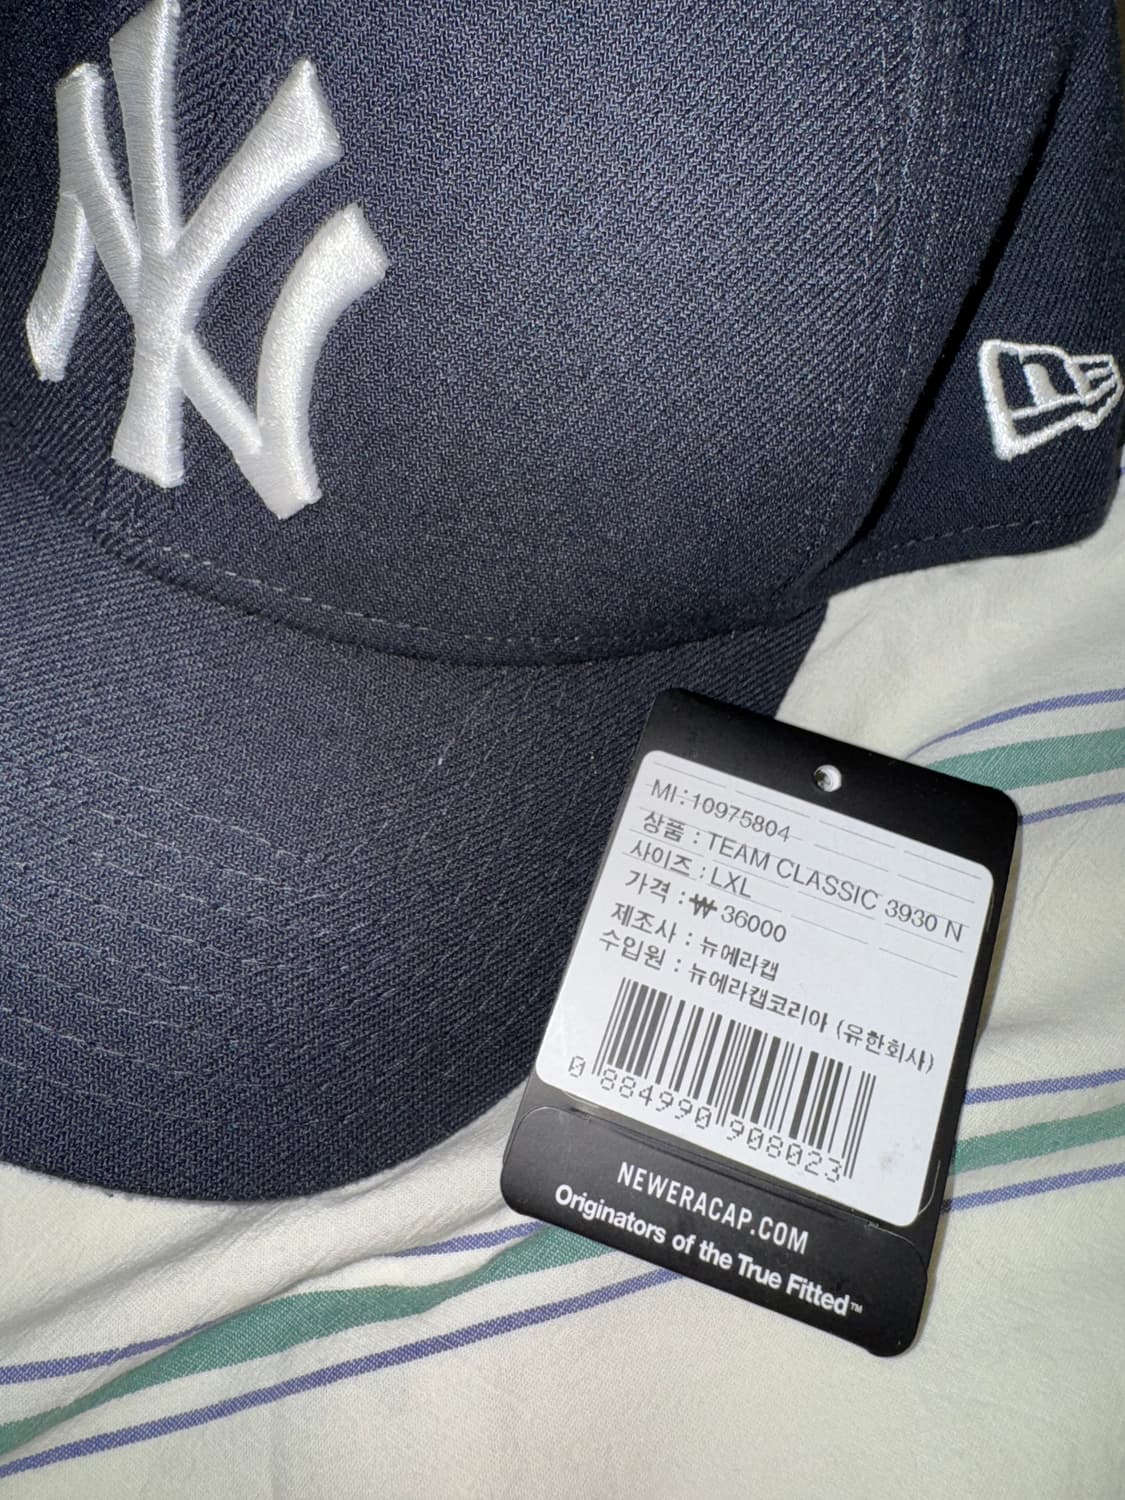 NY
MI:10975804
상품 : TEAM CLASSIC 3930 N
사이즈 : LXL
가격 : ₩ 36000
제조사 : 뉴에라캡
수입원 : 뉴에라캡코리아 (유한회사)
0 884990 908023
NEWERACAP.COM
Originators of the True Fitted™